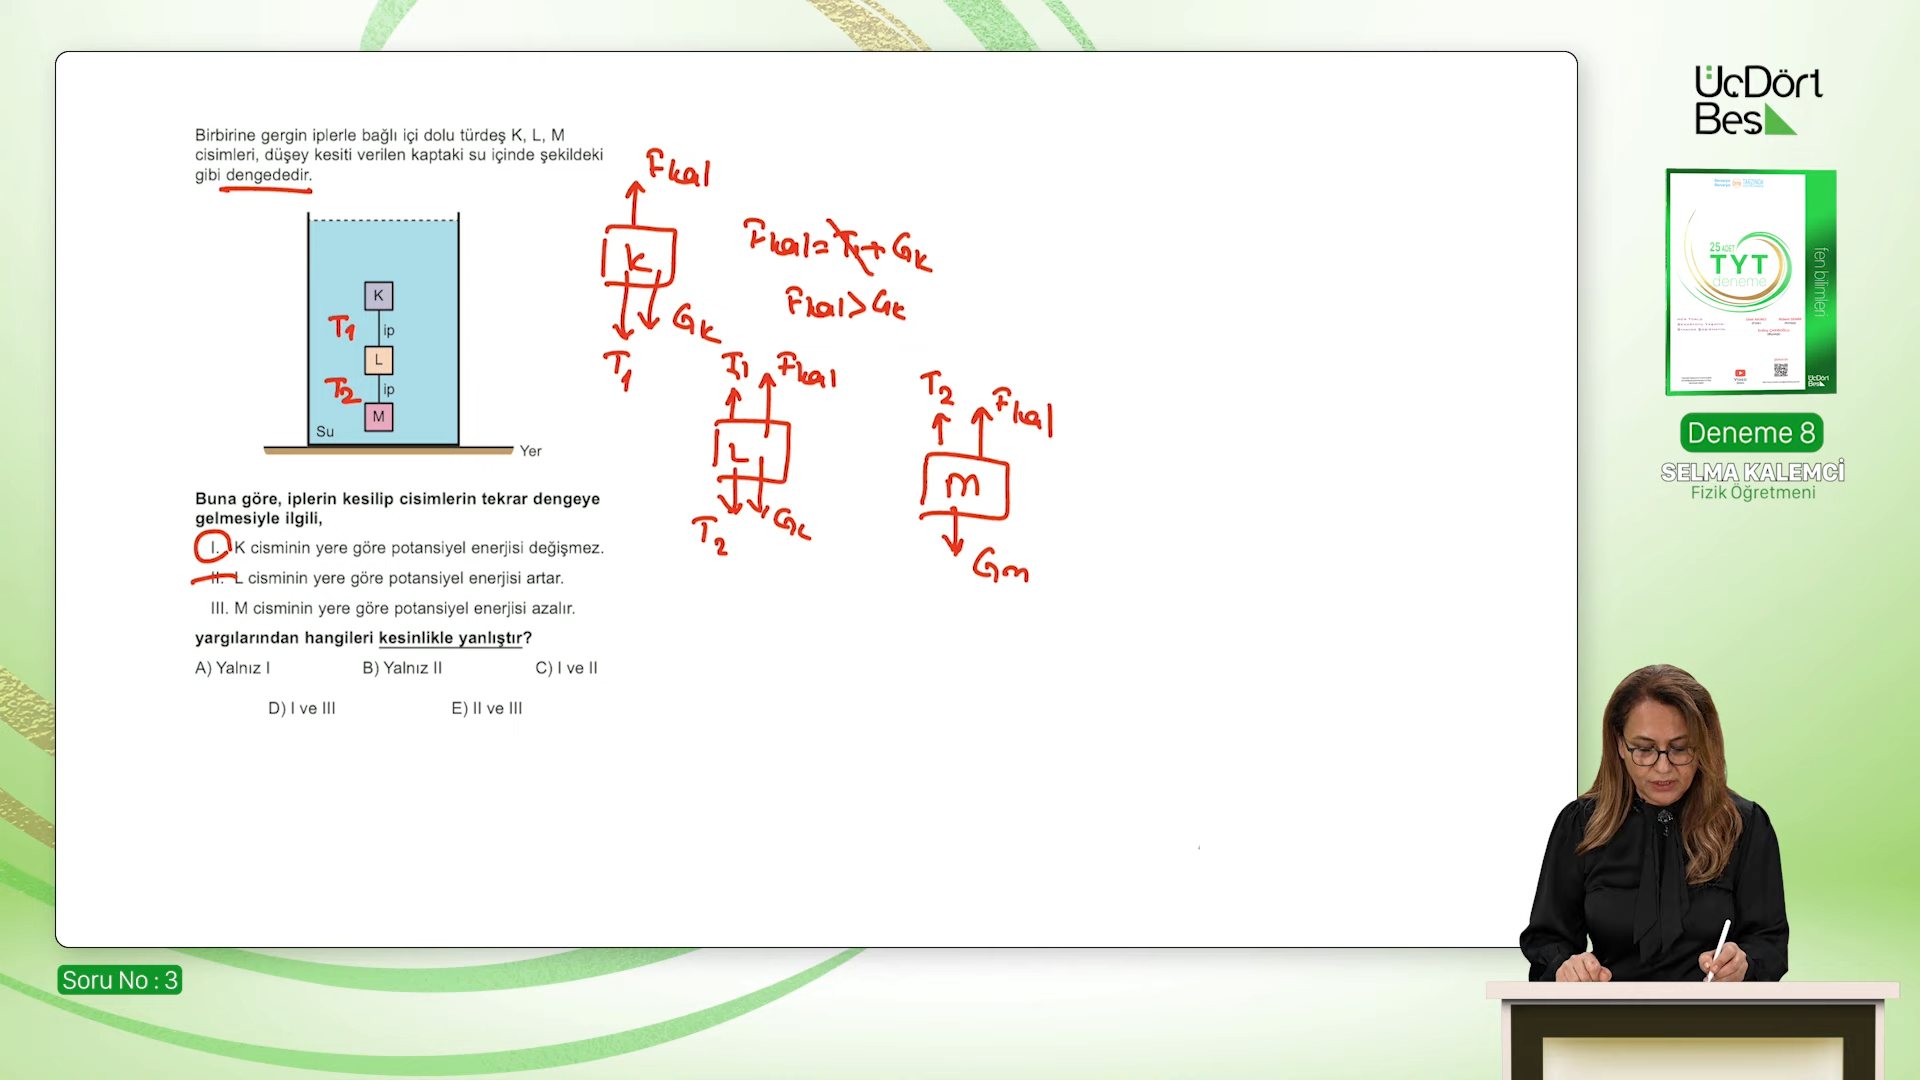 Birbirine gergin iplerle bağlı içi dolu türdeş K, L, M
cisimleri, düşey kesiti verilen kaptaki su içinde şekildeki
gibi dengededir.
K
T1
ip
L
T2
ip
M
Su
Yer
Buna göre, iplerin kesilip cisimlerin tekrar dengeye
gelmesiyle ilgili,
I. K cisminin yere göre potansiyel enerjisi değişmez.
II. L cisminin yere göre potansiyel enerjisi artar.
III. M cisminin yere göre potansiyel enerjisi azalır.
yargılarından hangileri kesinlikle yanlıştır?
A) Yalnız I
B) Yalnız II
C) I ve II
D) I ve III
E) II ve III
Fkal
K
GK
T1
Fkal = T1 + GK
Fkal > GK
T1 Fkal
L
T2 GL
T2 Fkal
m
Gm
ÜçDört
Beş
25 ADET
TYT
deneme
fen bilimleri
ÜcDört
Beş
Deneme 8
SELMA KALEMCİ
Fizik Öğretmeni
Soru No : 3